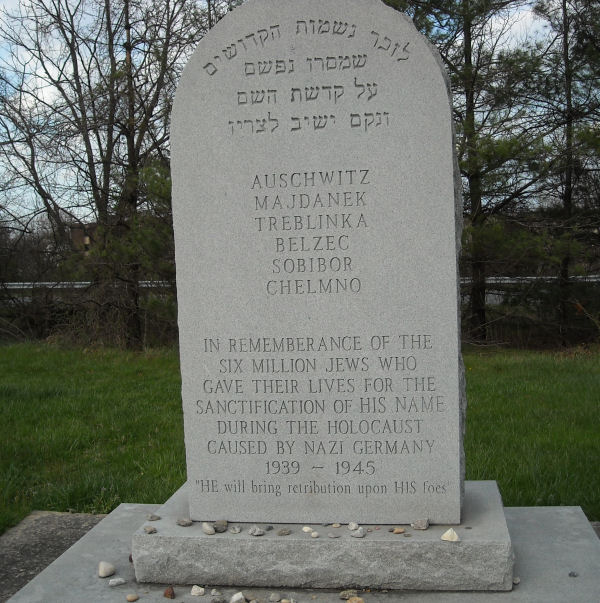 לזכר נשמות הקדושים
שמסרו נפשם
על קדשת השם
ונקם ישיב לצריו
AUSCHWITZ
MAJDANEK
TREBLINKA
BELZEC
SOBIBOR
CHELMNO
IN REMEMBERANCE OF THE
SIX MILLION JEWS WHO
GAVE THEIR LIVES FOR THE
SANCTIFICATION OF HIS NAME
DURING THE HOLOCAUST
CAUSED BY NAZI GERMANY
1939 – 1945
"HE will bring retribution upon HIS foes"